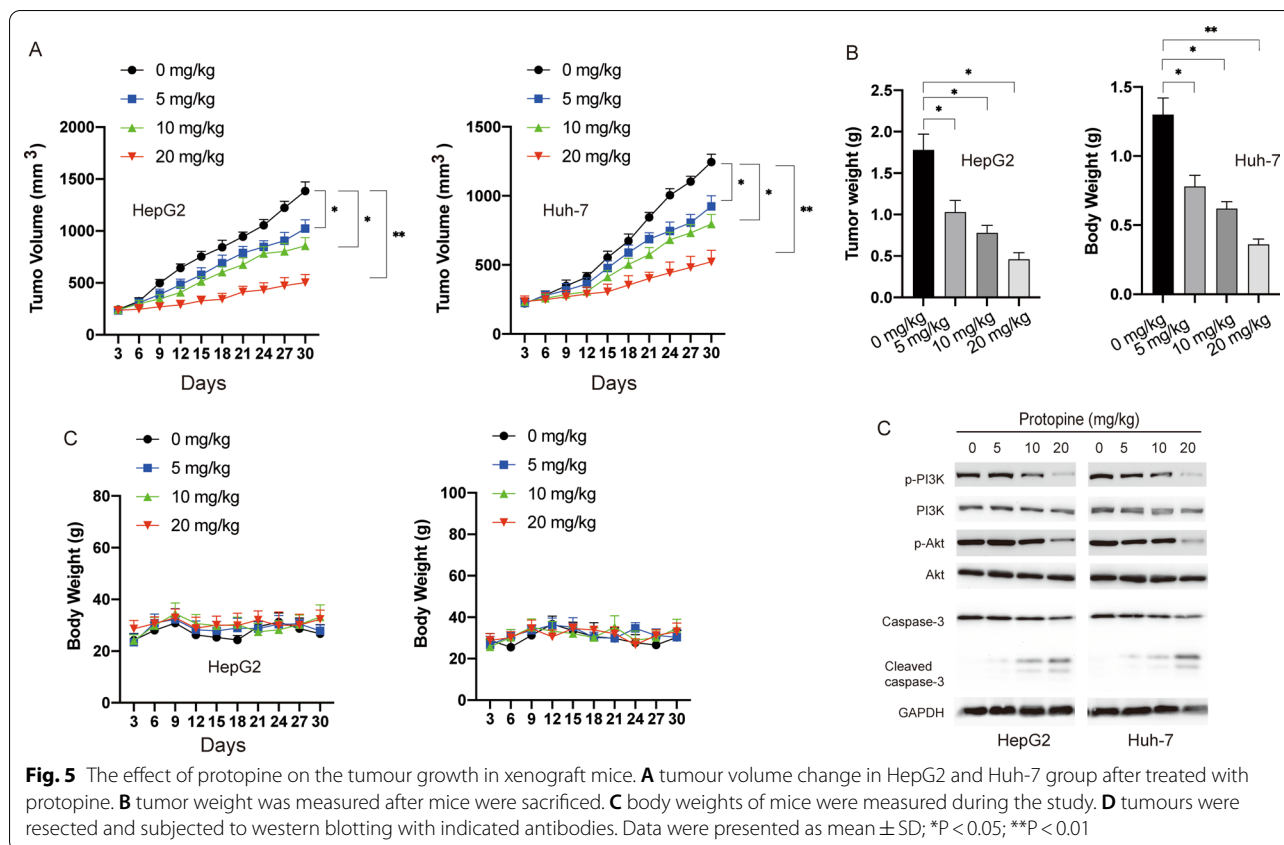 A
0 mg/kg
5 mg/kg
10 mg/kg
20 mg/kg
Tumo Volume (mm3)
2000
1500
1000
500
0
HepG2
*
*
**
3 6 9 12 15 18 21 24 27 30
Days
0 mg/kg
5 mg/kg
10 mg/kg
20 mg/kg
Tumo Volume (mm3)
1500
1000
500
0
Huh-7
*
*
**
3 6 9 12 15 18 21 24 27 30
Days
B
Tumor weight (g)
2.5
2.0
1.5
1.0
0.5
0.0
*
*
*
HepG2
0 mg/kg
5 mg/kg
10 mg/kg
20 mg/kg
Body Weight (g)
1.5
1.0
0.5
0.0
**
*
*
Huh-7
0 mg/kg
5 mg/kg
10 mg/kg
20 mg/kg
C
0 mg/kg
5 mg/kg
10 mg/kg
20 mg/kg
Body Weight (g)
80
60
40
20
0
HepG2
3 6 9 12 15 18 21 24 27 30
Days
0 mg/kg
5 mg/kg
10 mg/kg
20 mg/kg
Body Weight (g)
100
80
60
40
20
0
3 6 9 12 15 18 21 24 27 30
C
Protopine (mg/kg)
0 5 10 20 0 5 10 20
p-PI3K
PI3K
p-Akt
Akt
Caspase-3
Cleaved
caspase-3
GAPDH
HepG2 Huh-7
Fig. 5 The effect of protopine on the tumour growth in xenograft mice. A tumour volume change in HepG2 and Huh-7 group after treated with
protopine. B tumor weight was measured after mice were sacrificed. C body weights of mice were measured during the study. D tumours were
resected and subjected to western blotting with indicated antibodies. Data were presented as mean ± SD; *P < 0.05; **P < 0.01